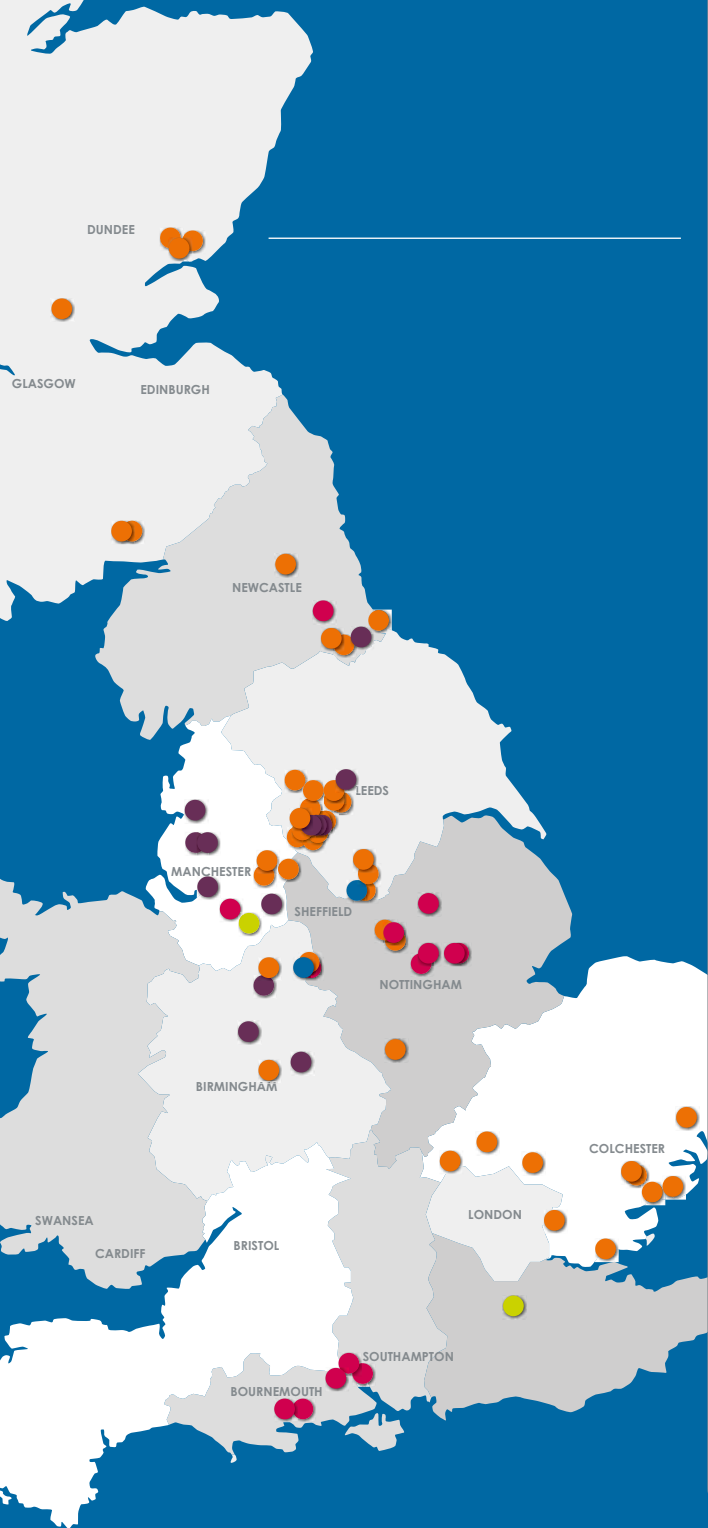 DUNDEE
GLASGOW
EDINBURGH
NEWCASTLE
LEEDS
MANCHESTER
SHEFFIELD
NOTTINGHAM
BIRMINGHAM
COLCHESTER
LONDON
SWANSEA
BRISTOL
CARDIFF
SOUTHAMPTON
BOURNEMOUTH